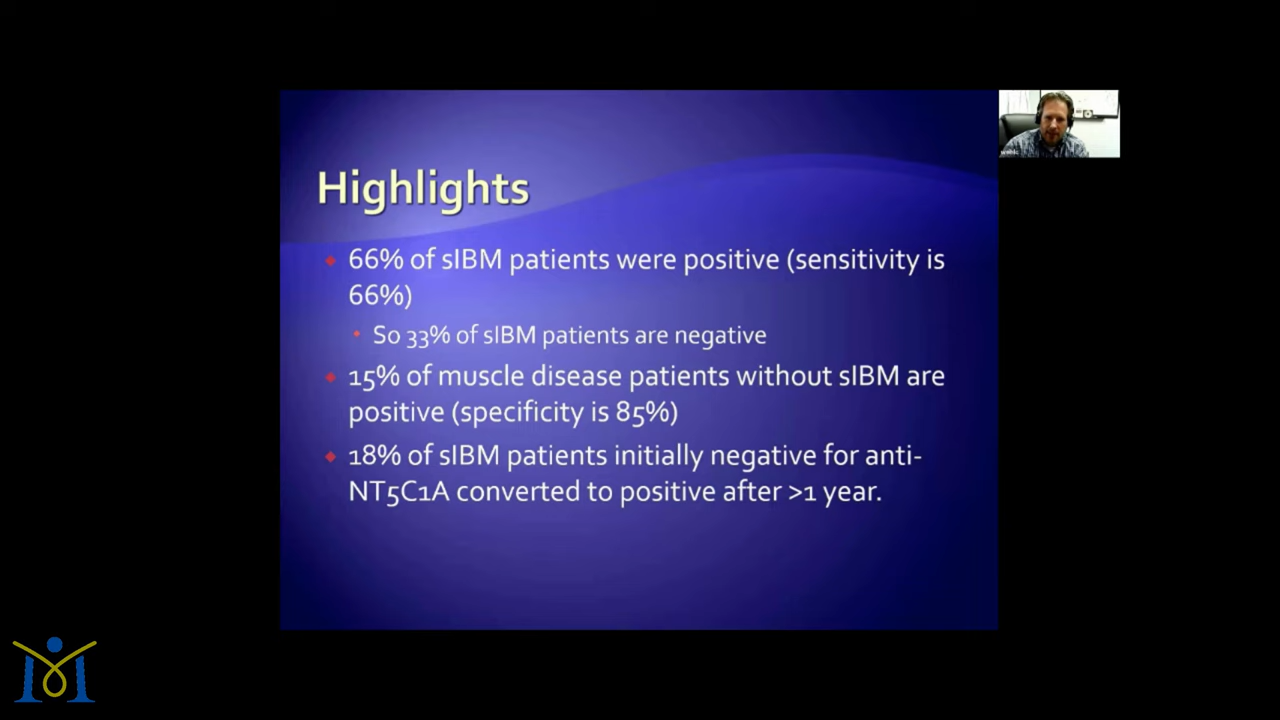 Highlights
66% of sIBM patients were positive (sensitivity is
66%)
So 33% of sIBM patients are negative
15% of muscle disease patients without sIBM are
positive (specificity is 85%)
18% of sIBM patients initially negative for anti-
NT5C1A converted to positive after >1 year.